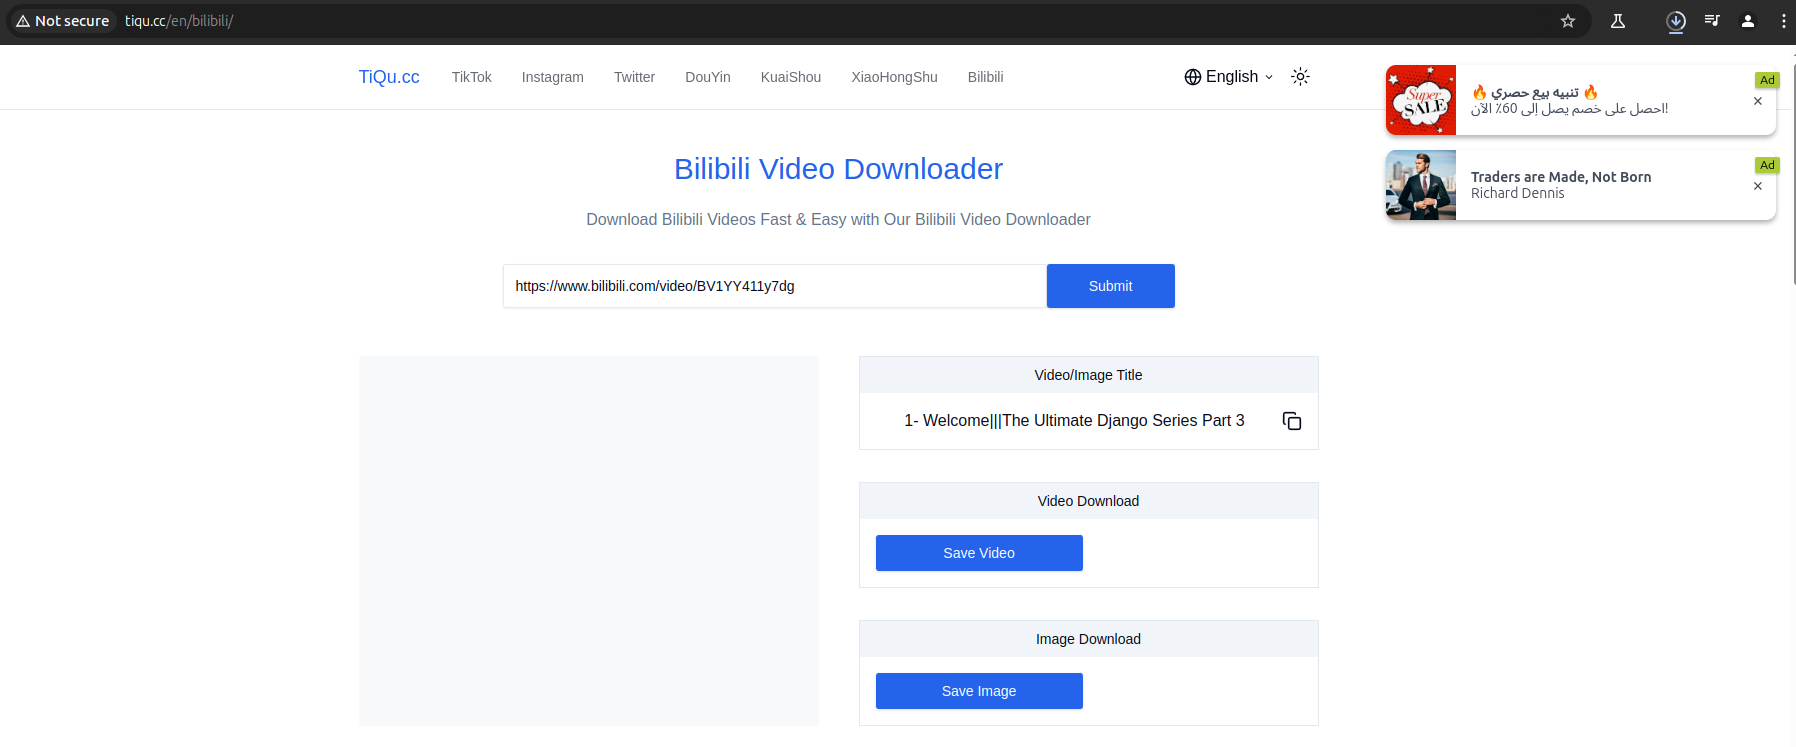 Not secure tiqu.cc/en/bilibili/
TiQu.cc TikTok Instagram Twitter DouYin KuaiShou XiaoHongShu Bilibili English
Ad
🔥 تنبيه بيع حصري 🔥
احصل على خصم يصل إلى 60٪ الآن!
Super
SALE
Ad
Traders are Made, Not Born
Richard Dennis
Bilibili Video Downloader
Download Bilibili Videos Fast & Easy with Our Bilibili Video Downloader
https://www.bilibili.com/video/BV1YY411y7dg Submit
Video/Image Title
1- Welcome|||The Ultimate Django Series Part 3
Video Download
Save Video
Image Download
Save Image